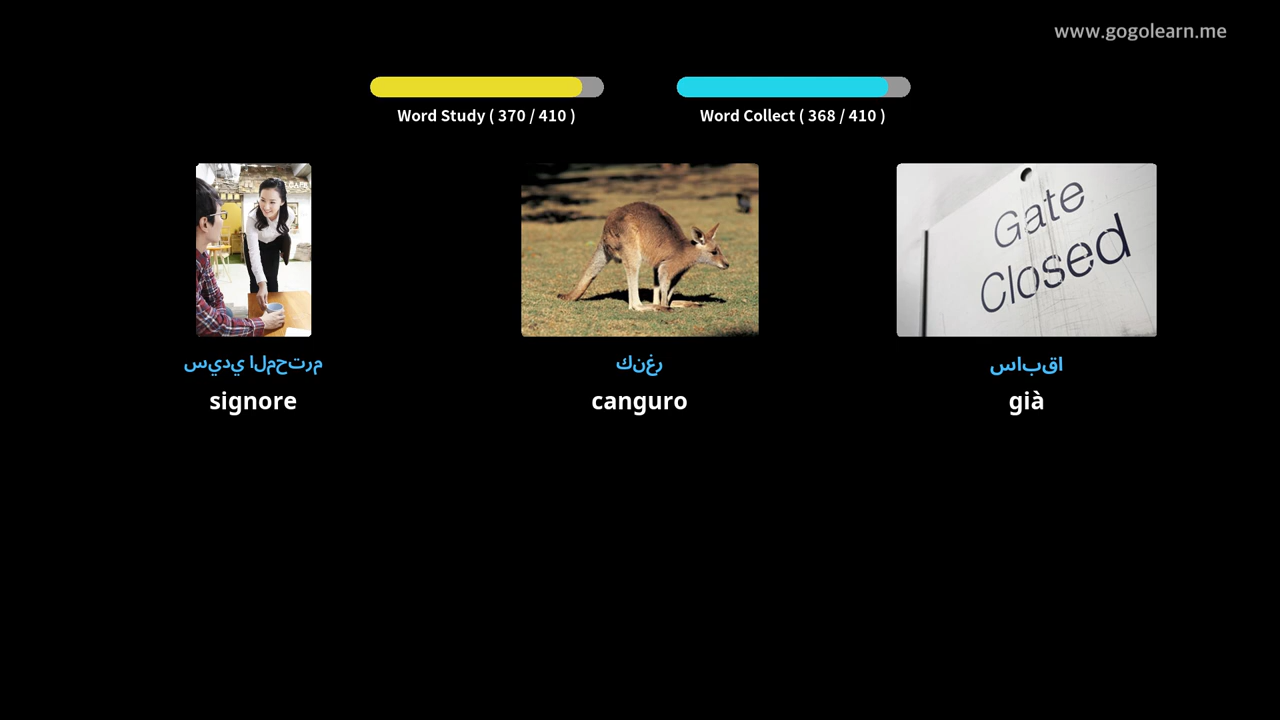 www.gogolearn.me
Word Study ( 370 / 410 )
Word Collect ( 368 / 410 )
Gate
Closed
سيدي المحترم
كنغر
سابقا
signore
canguro
già